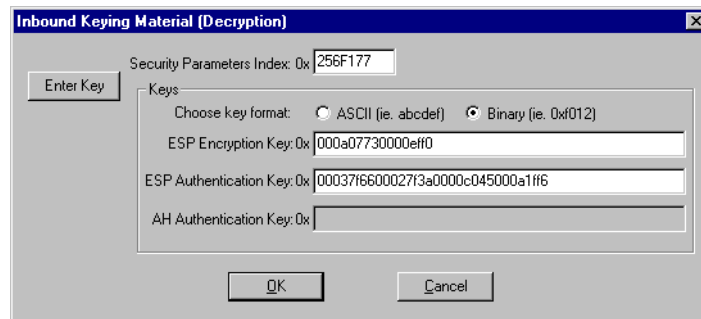 Inbound Keying Material (Decryption)
Security Parameters Index: 0x 256F177
Enter Key
Keys
Choose key format: ASCII (ie. abcdef) Binary (ie. 0xf012)
ESP Encryption Key: 0x 000a07730000eff0
ESP Authentication Key: 0x 00037f6600027f3a0000c045000a1ff6
AH Authentication Key: 0x
OK Cancel